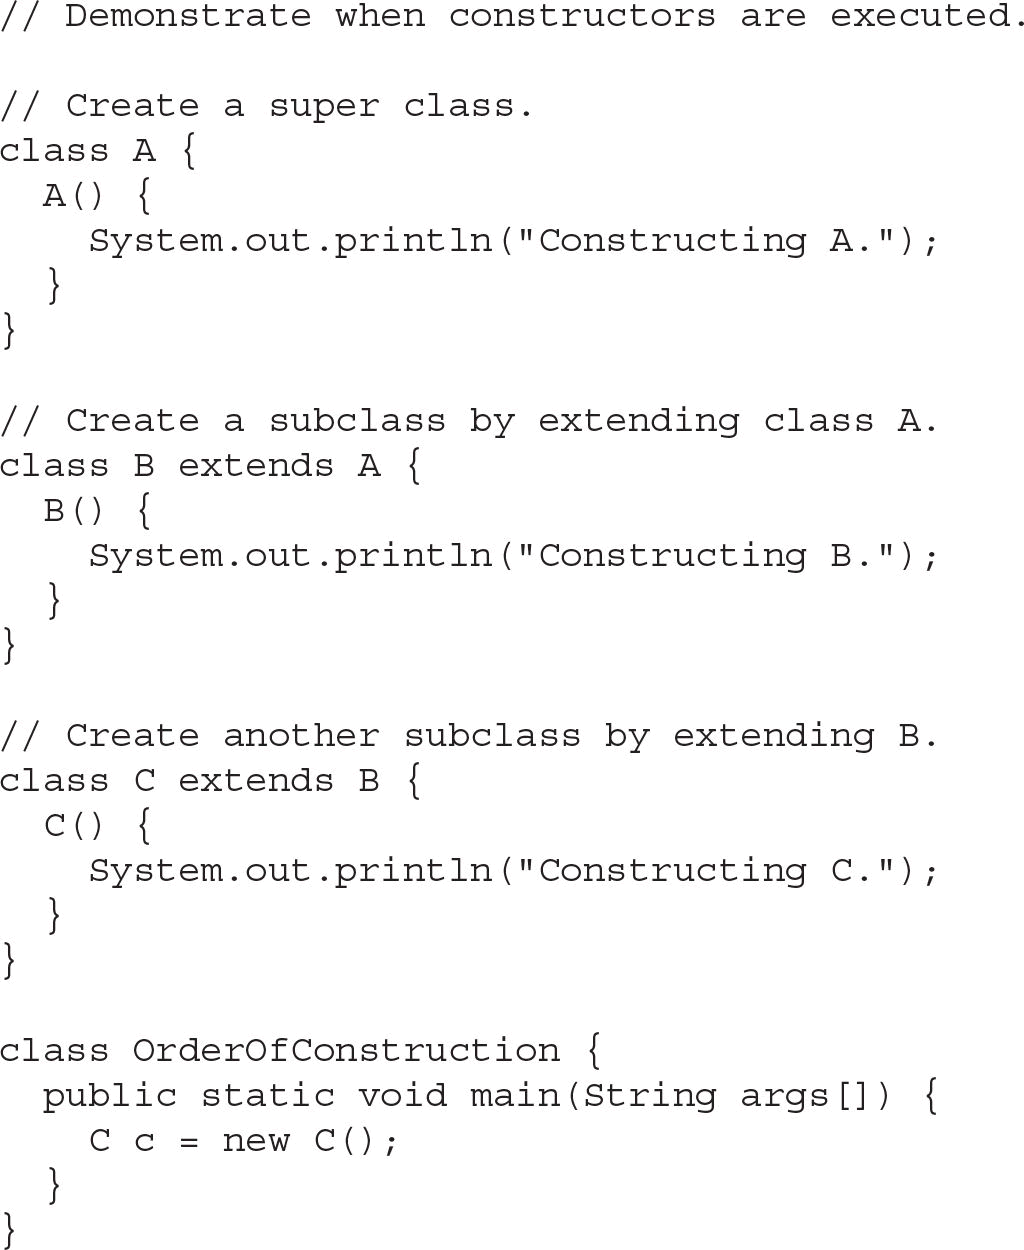 // Demonstrate when constructors are executed.

// Create a super class.
class A {
  A() {
    System.out.println("Constructing A.");
  }
}

// Create a subclass by extending class A.
class B extends A {
  B() {
    System.out.println("Constructing B.");
  }
}

// Create another subclass by extending B.
class C extends B {
  C() {
    System.out.println("Constructing C.");
  }
}

class OrderOfConstruction {
  public static void main(String args[]) {
    C c = new C();
  }
}